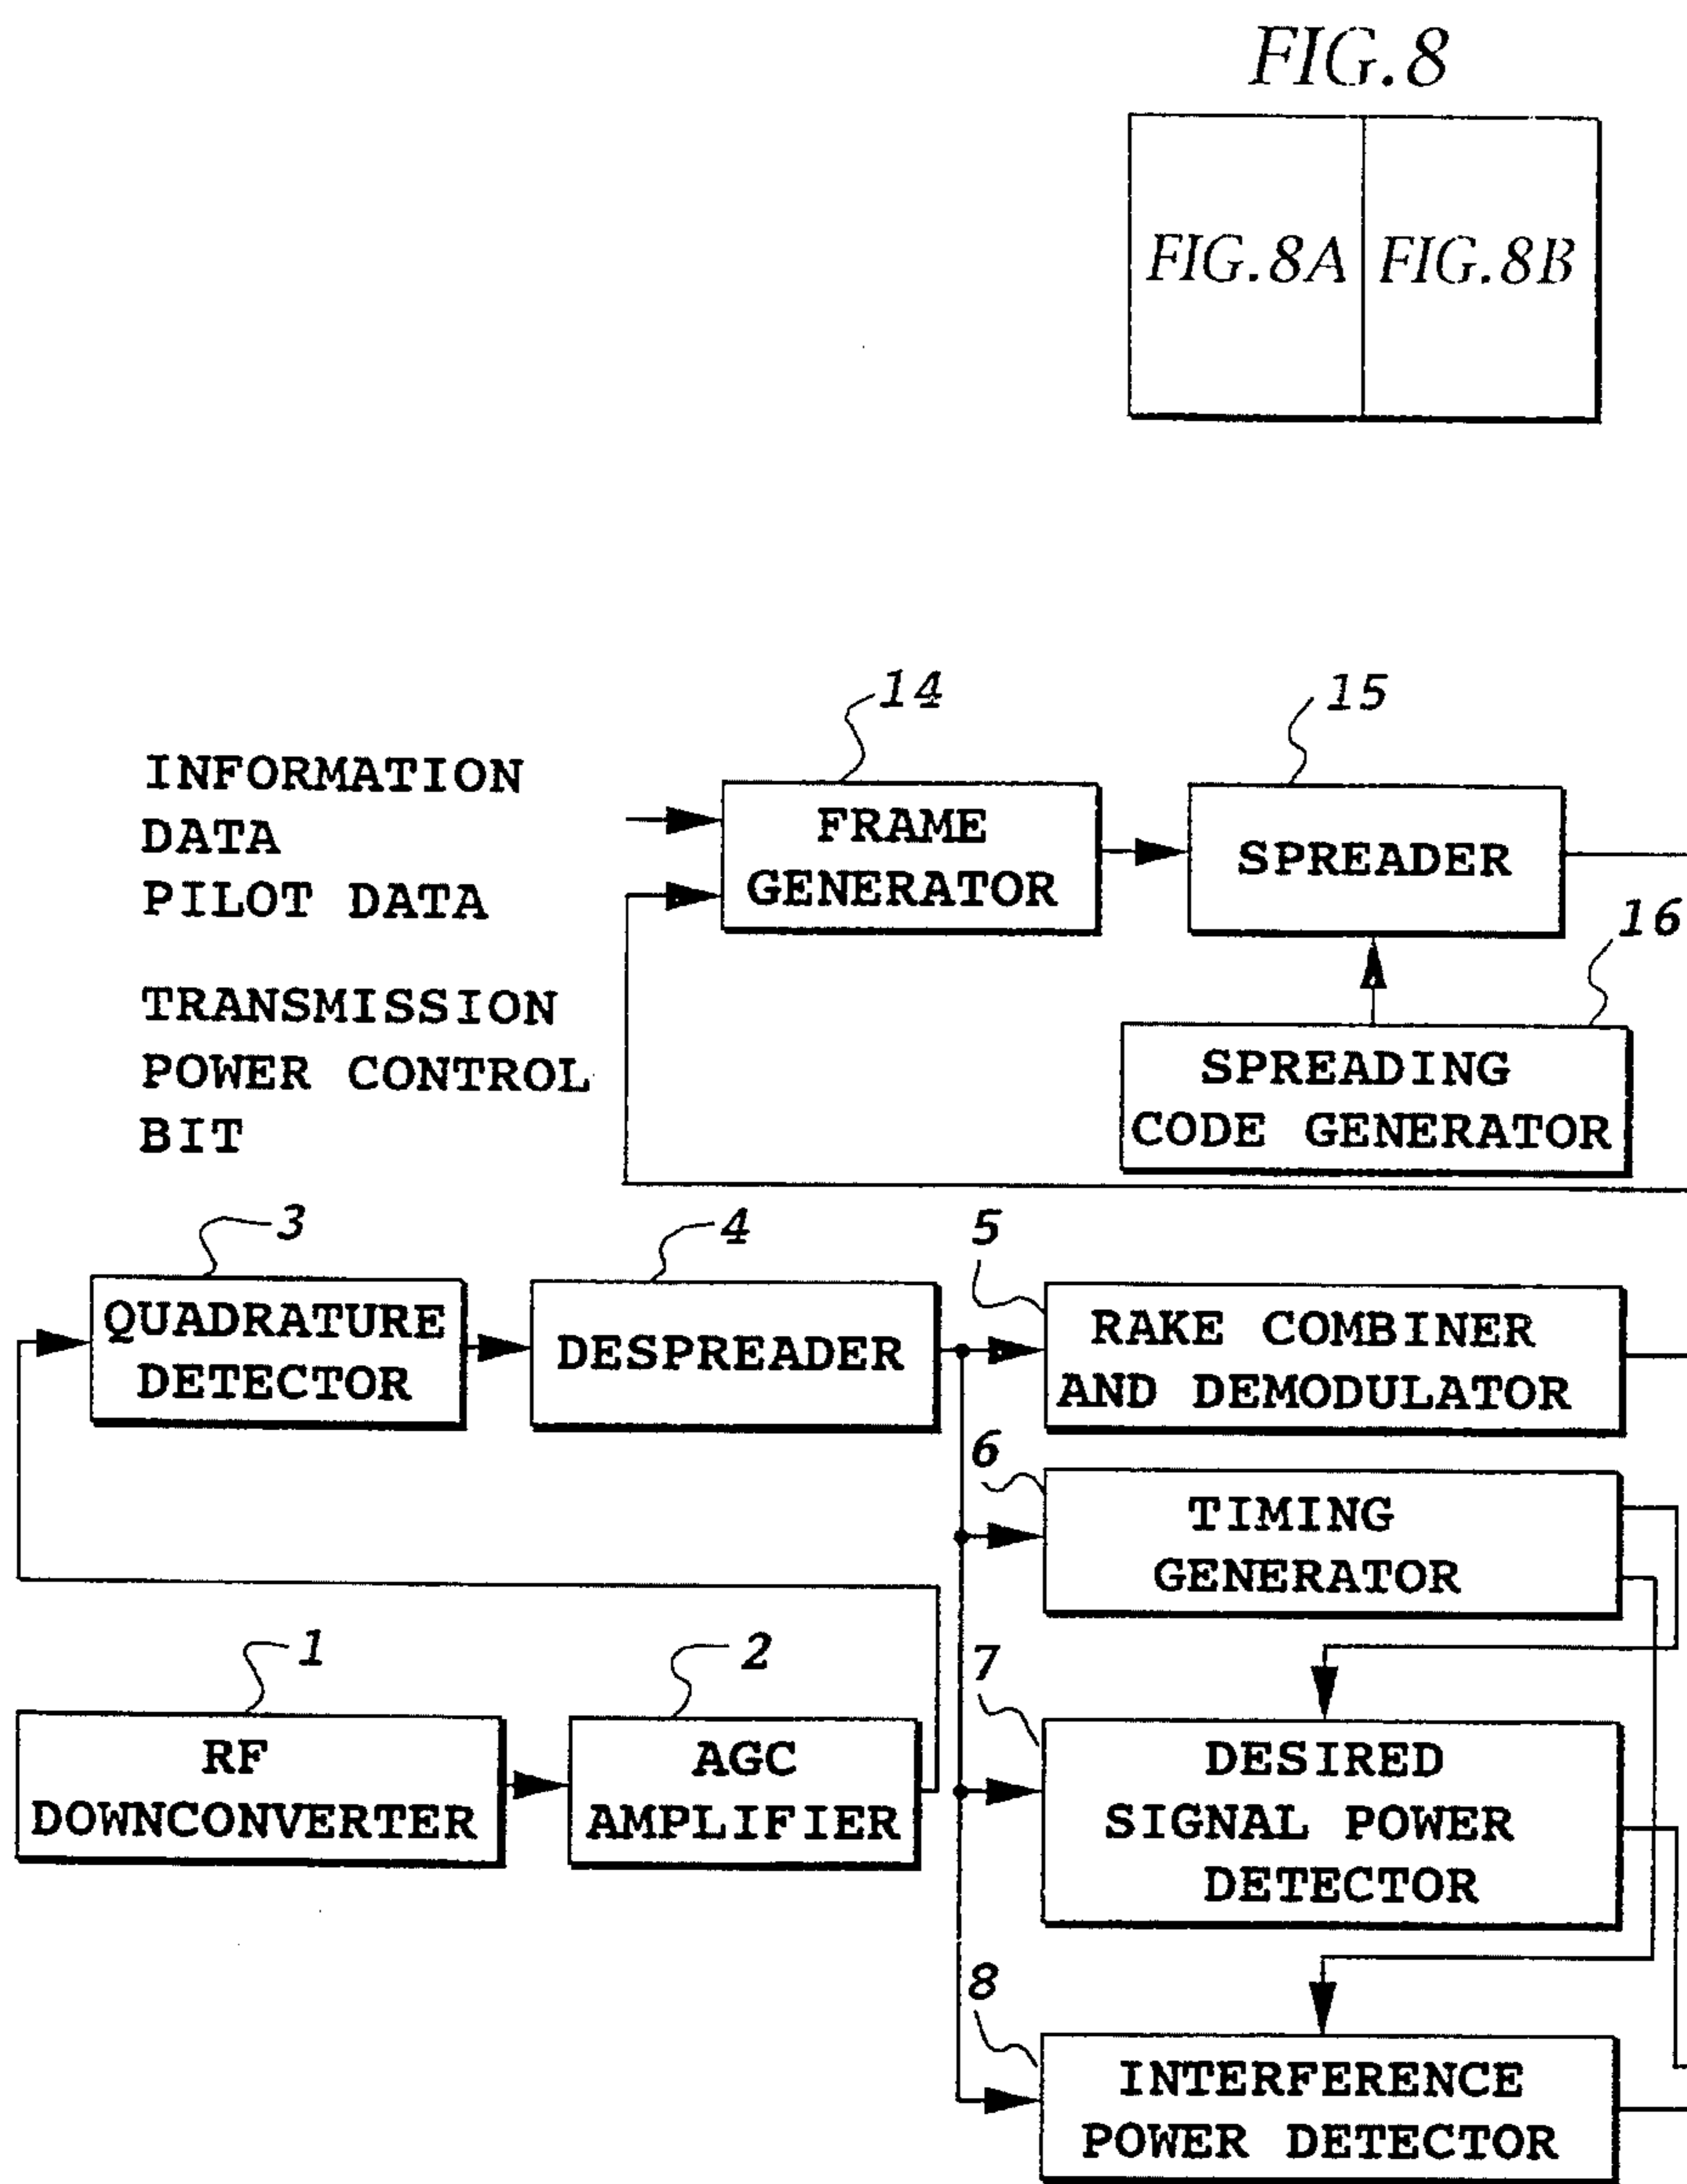 FIG.8
FIG.8A FIG.8B
14
15
INFORMATION
DATA
PILOT DATA
FRAME
GENERATOR
SPREADER
16
TRANSMISSION
POWER CONTROL
BIT
SPREADING
CODE GENERATOR
3
4
5
QUADRATURE
DETECTOR
DESPREADER
RAKE COMBINER
AND DEMODULATOR
6
TIMING
GENERATOR
1
2
7
RF
DOWNCONVERTER
AGC
AMPLIFIER
DESIRED
SIGNAL POWER
DETECTOR
8
INTERFERENCE
POWER DETECTOR